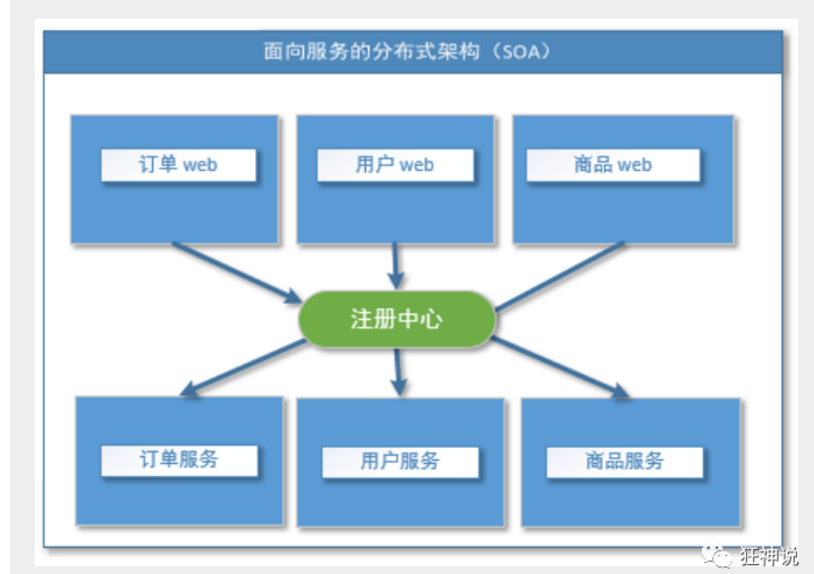 面向服务的分布式架构（SOA）
订单 web
用户 web
商品 web
注册中心
订单服务
用户服务
商品服务
狂神说